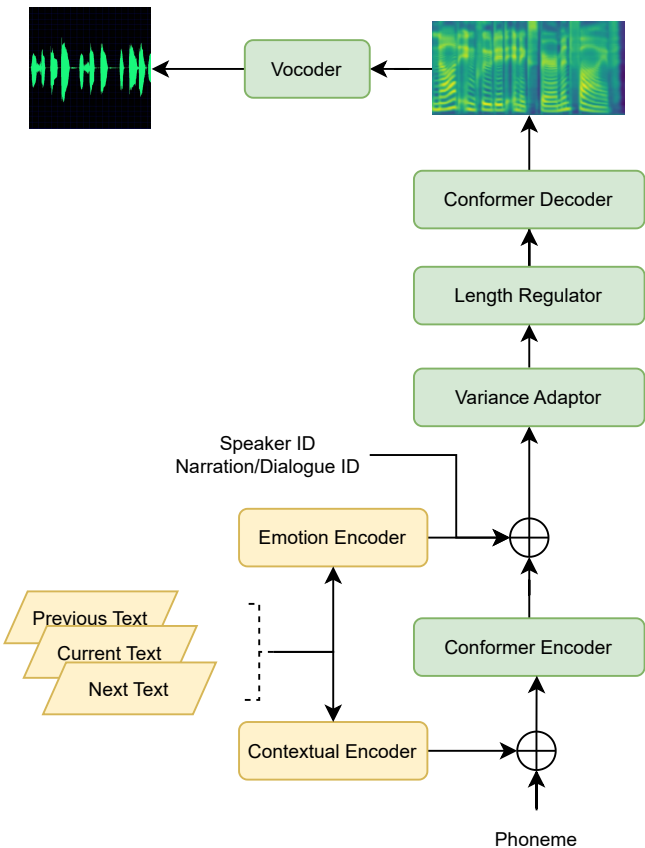 Vocoder
Conformer Decoder
Length Regulator
Variance Adaptor
Speaker ID
Narration/Dialogue ID
Emotion Encoder
Previous Text
Current Text
Next Text
Conformer Encoder
Contextual Encoder
Phoneme